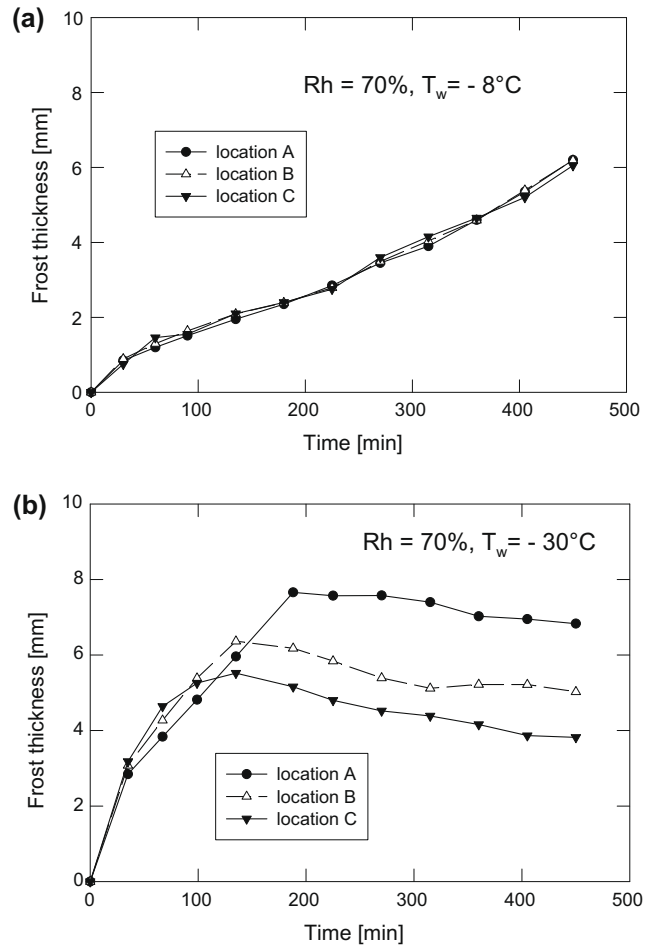 (a)
10
8
6
4
2
0
Frost thickness [mm]
Rh = 70%, Tw= - 8°C
location A
location B
location C
0 100 200 300 400 500
Time [min]
(b)
10
8
6
4
2
0
Frost thickness [mm]
Rh = 70%, Tw= - 30°C
location A
location B
location C
0 100 200 300 400 500
Time [min]